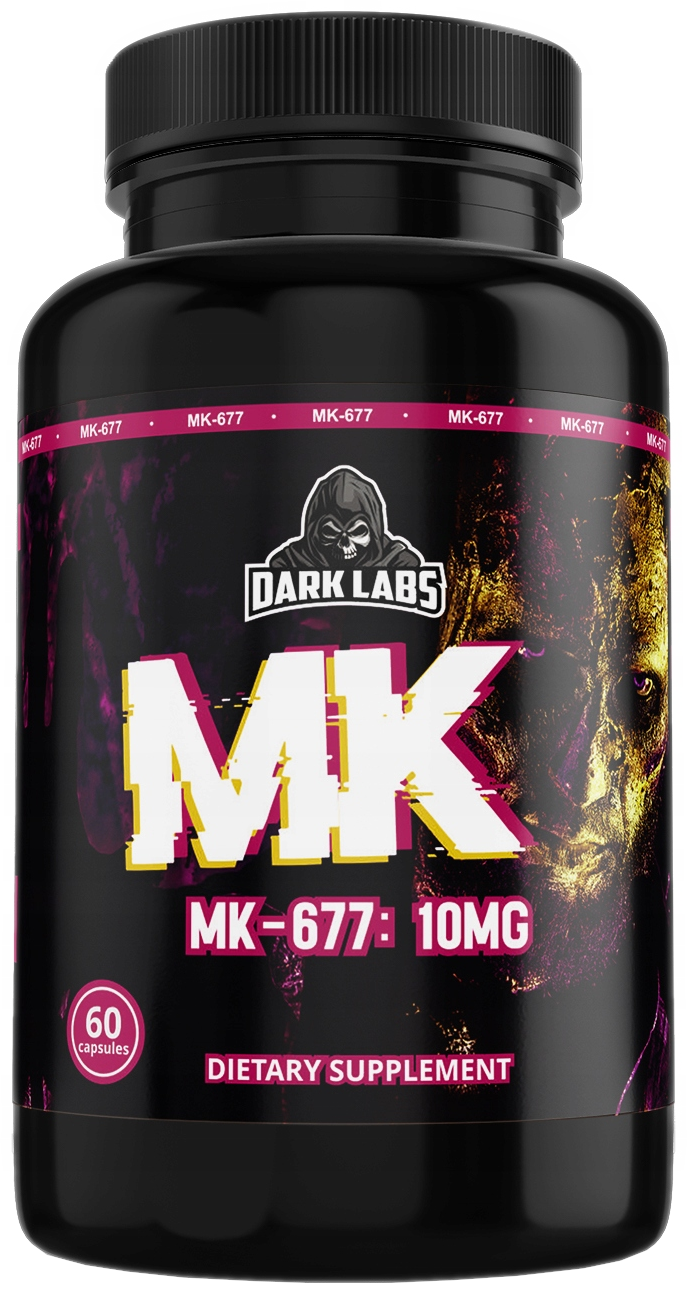 MK-677 • MK-677 • MK-677 • MK-677 • MK-677 • MK-677 • MK-677
DARK LABS
MK
MK-677: 10MG
60
capsules
DIETARY SUPPLEMENT